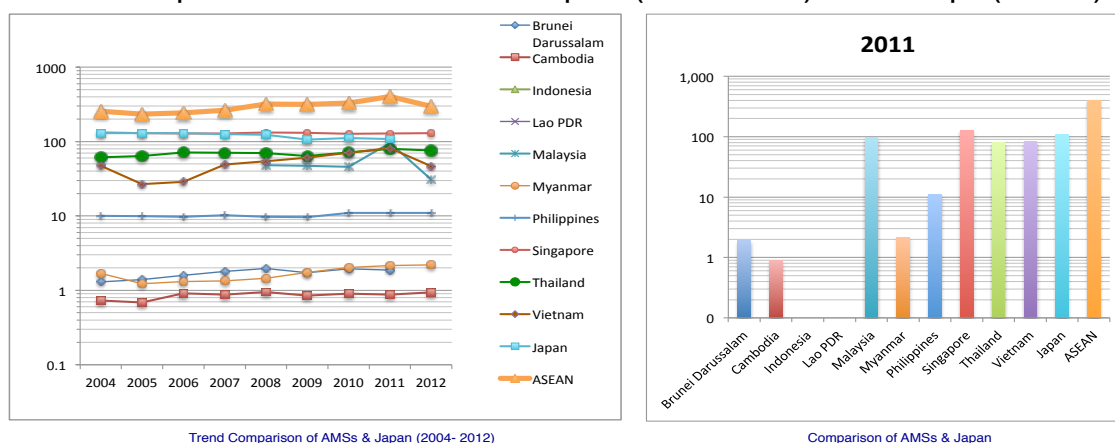 Brunei
Darussalam
Cambodia
Indonesia
Lao PDR
Malaysia
Myanmar
Philippines
Singapore
Thailand
Vietnam
Japan
ASEAN
1000
100
10
1
0.1
2004 2005 2006 2007 2008 2009 2010 2011 2012
Trend Comparison of AMSs & Japan (2004- 2012)
2011
1,000
100
10
1
0
Brunei Darussalam
Cambodia
Indonesia
Lao PDR
Malaysia
Myanmar
Philippines
Singapore
Thailand
Vietnam
Japan
ASEAN
Comparison of AMSs & Japan